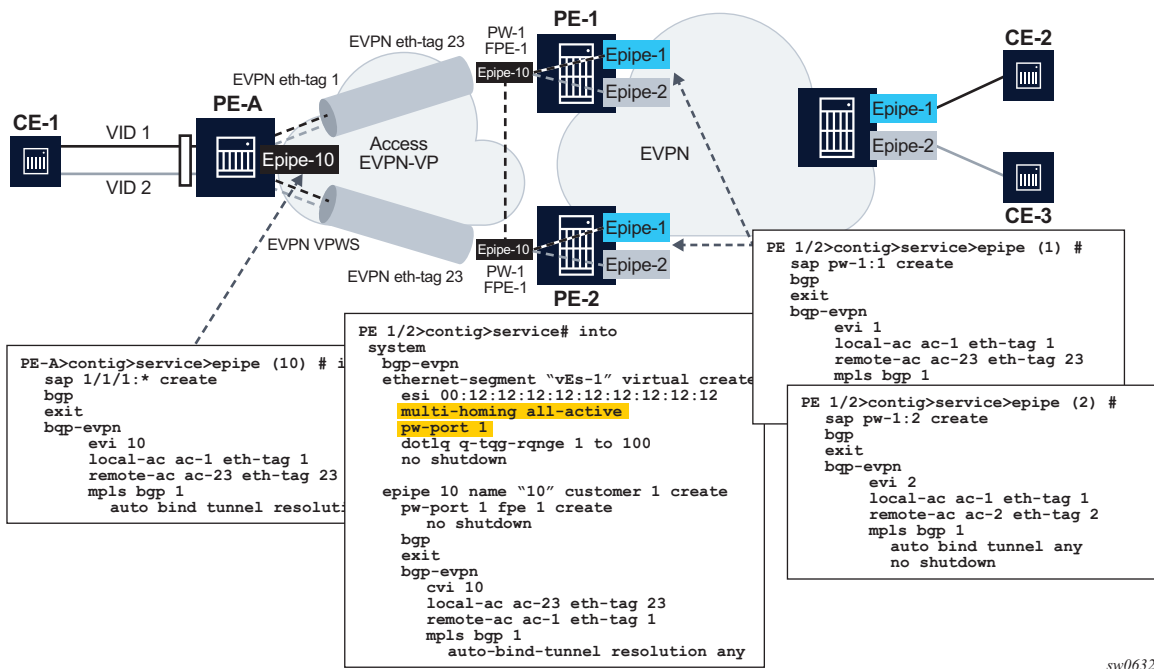 PE-1
CE-2
EVPN eth-tag 23
PW-1
FPE-1
Epipe-10
Epipe-1
Epipe-2
EVPN eth-tag 1
PE-A
CE-1
VID 1
VID 2
Epipe-10
Access
EVPN-VP
EVPN
Epipe-1
Epipe-2
CE-3
EVPN VPWS
EVPN eth-tag 23
Epipe-10
PW-1
FPE-1
Epipe-1
Epipe-2
PE-2
PE-A>contig>service>epipe (10) # i
sap 1/1/1:* create
bgp
exit
bqp-evpn
evi 10
local-ac ac-1 eth-tag 1
remote-ac ac-23 eth-tag 23
mpls bgp 1
auto bind tunnel resoluti
PE 1/2>contig>service# into
system
bgp-evpn
ethernet-segment “vEs-1” virtual create
esi 00:12:12:12:12:12:12:12:12:12
multi-homing all-active
pw-port 1
dotlq q-tqg-rqnge 1 to 100
no shutdown
epipe 10 name “10” customer 1 create
pw-port 1 fpe 1 create
no shutdown
bgp
exit
bgp-evpn
cvi 10
local-ac ac-23 eth-tag 23
remote-ac ac-1 eth-tag 1
mpls bgp 1
auto-bind-tunnel resolution any
PE 1/2>contig>service>epipe (1) #
sap pw-1:1 create
bgp
exit
bqp-evpn
evi 1
local-ac ac-1 eth-tag 1
remote-ac ac-23 eth-tag 23
mpls bgp 1
PE 1/2>contig>service>epipe (2) #
sap pw-1:2 create
bgp
exit
bqp-evpn
evi 2
local-ac ac-1 eth-tag 1
remote-ac ac-2 eth-tag 2
mpls bgp 1
auto bind tunnel any
no shutdown
sw0632